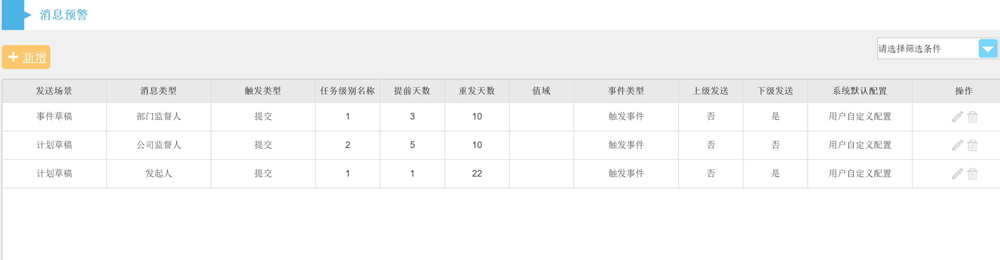 消息预警
新增
请选择筛选条件
发送场景 消息类型 触发类型 任务级别名称 提前天数 重发天数 值域 事件类型 上级发送 下级发送 系统默认配置 操作
事件草稿 部门监督人 提交 1 3 10 触发事件 否 是 用户自定义配置
计划草稿 公司监督人 提交 2 5 10 触发事件 否 否 用户自定义配置
计划草稿 发起人 提交 1 1 22 触发事件 否 是 用户自定义配置